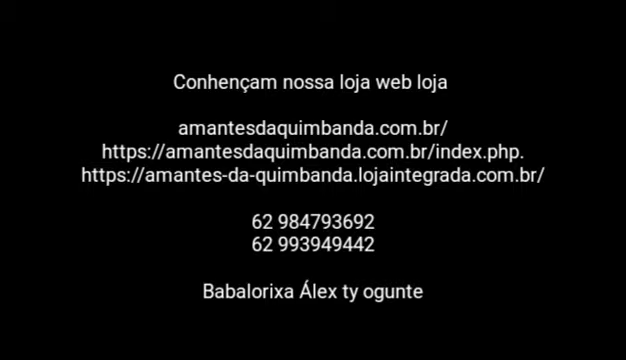 Conhençam nossa loja web loja
amantesdaquimbanda.com.br/
https://amantesdaquimbanda.com.br/index.php.
https://amantes-da-quimbanda.lojaintegrada.com.br/
62 984793692
62 993949442
Babalorixa Álex ty ogunte